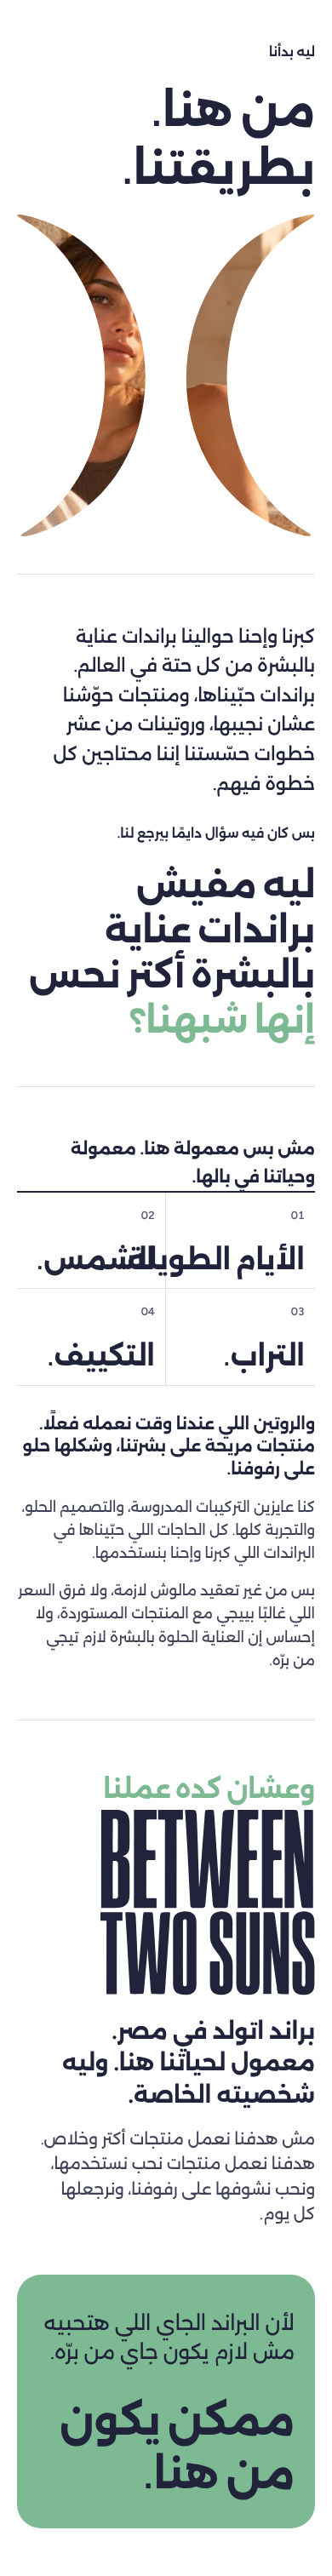 ليه بدأنا
من هنا.
بطريقتنا.
كبرنا وإحنا حوالينا براندات عناية
بالبشرة من كل حتة في العالم.
براندات حبّيناها، ومنتجات حوّشنا
عشان نجيبها، وروتينات من عشر
خطوات حسّستنا إننا محتاجين كل
خطوة فيهم.
بس كان فيه سؤال دايمًا بيرجع لنا.
ليه مفيش
براندات عناية
بالبشرة أكتر نحس
إنها شبهنا؟
مش بس معمولة هنا. معمولة
وحياتنا في بالها.
01
الأيام الطويلة.
02
الشمس.
03
التراب.
04
التكييف.
والروتين اللي عندنا وقت نعمله فعلًا.
منتجات مريحة على بشرتنا، وشكلها حلو
على رفوفنا.
كنا عايزين التركيبات المدروسة، والتصميم الحلو،
والتجربة كلها. كل الحاجات اللي حبّيناها في
البراندات اللي كبرنا وإحنا بنستخدمها.
بس من غير تعقيد مالوش لازمة، ولا فرق السعر
اللي غالبًا بييجي مع المنتجات المستوردة، ولا
إحساس إن العناية الحلوة بالبشرة لازم تيجي
من برّه.
وعشان كده عملنا
BETWEEN
TWO SUNS
براند اتولد في مصر.
معمول لحياتنا هنا. وليه
شخصيته الخاصة.
مش هدفنا نعمل منتجات أكتر وخلاص.
هدفنا نعمل منتجات نحب نستخدمها،
ونحب نشوفها على رفوفنا، ونرجعلها
كل يوم.
لأن البراند الجاي اللي هتحبيه
مش لازم يكون جاي من برّه.
ممكن يكون
من هنا.